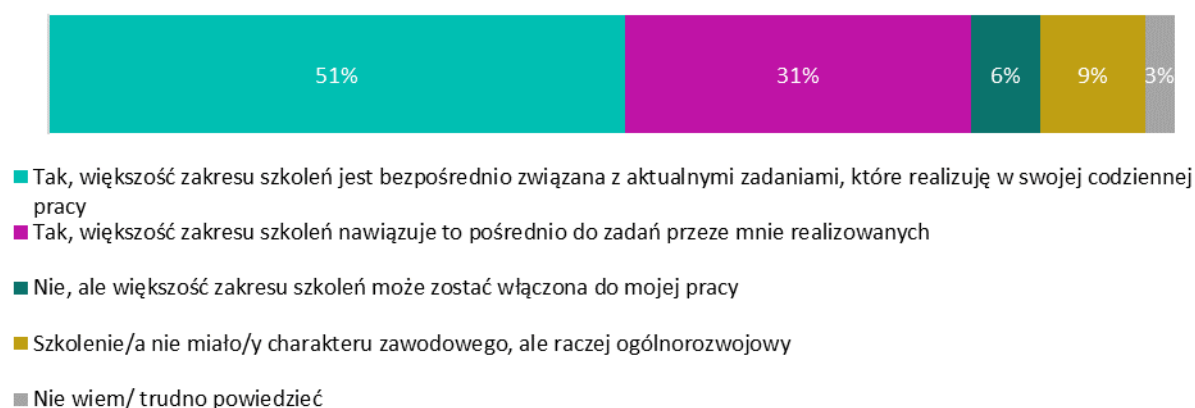 51% 31% 6% 9% 3%
Tak, większość zakresu szkoleń jest bezpośrednio związana z aktualnymi zadaniami, które realizuję w swojej codziennej
pracy
Tak, większość zakresu szkoleń nawiązuje to pośrednio do zadań przeze mnie realizowanych
Nie, ale większość zakresu szkoleń może zostać włączona do mojej pracy
Szkolenie/a nie miało/y charakteru zawodowego, ale raczej ogólnorozwojowy
Nie wiem/ trudno powiedzieć